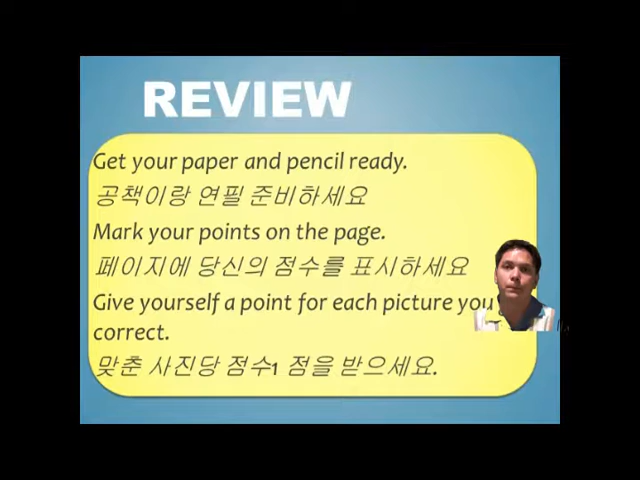 REVIEW
Get your paper and pencil ready.
공책이랑 연필 준비하세요
Mark your points on the page.
페이지에 당신의 점수를 표시하세요
Give yourself a point for each picture you
correct.
맞춘 사진당 점수1 점을 받으세요.